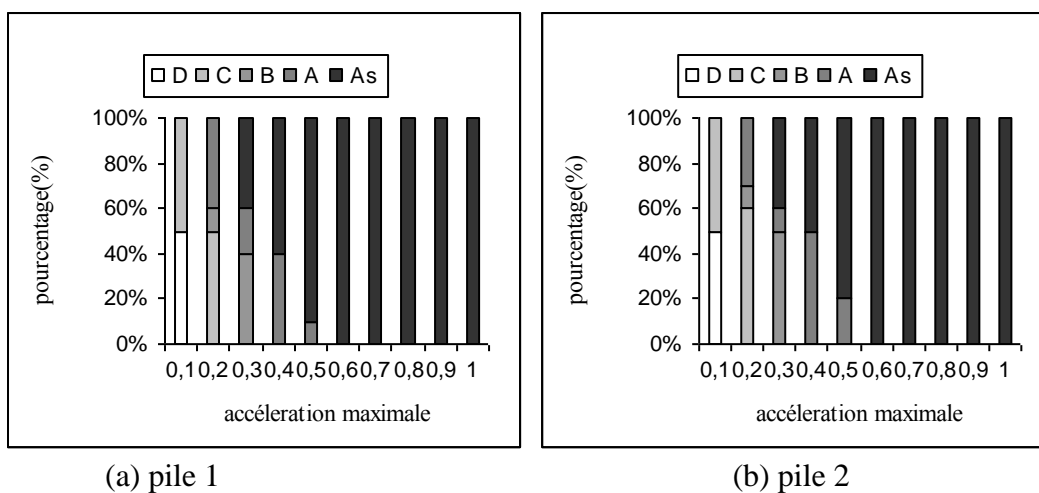 D C B A As
100%
80%
60%
40%
20%
0%
pourcentage(%)
0,1 0,2 0,3 0,4 0,5 0,6 0,7 0,8 0,9 1
accéleration maximale
(a) pile 1
D C B A As
100%
80%
60%
40%
20%
0%
pourcentage(%)
0,1 0,2 0,3 0,4 0,5 0,6 0,7 0,8 0,9 1
accéleration maximale
(b) pile 2